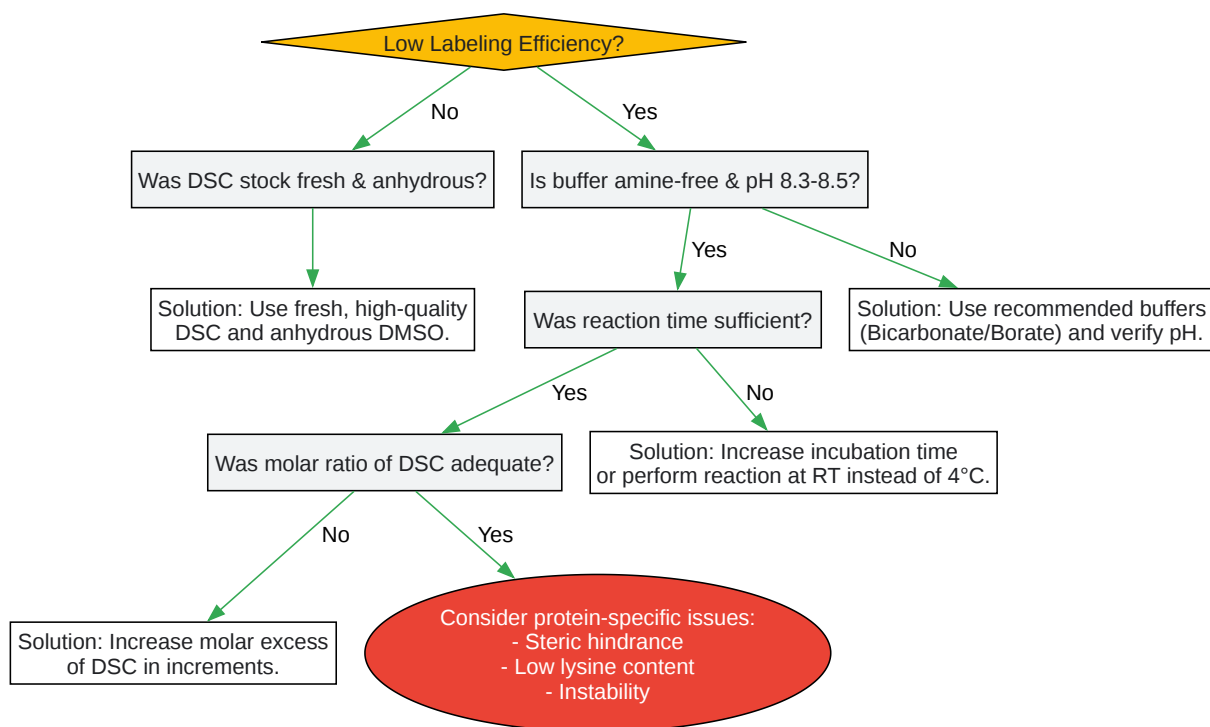 Low Labeling Efficiency?
No
Yes
Was DSC stock fresh & anhydrous?
Is buffer amine-free & pH 8.3-8.5?
Yes
No
Solution: Use fresh, high-quality
DSC and anhydrous DMSO.
Was reaction time sufficient?
Solution: Use recommended buffers
(Bicarbonate/Borate) and verify pH.
Yes
No
Was molar ratio of DSC adequate?
Solution: Increase incubation time
or perform reaction at RT instead of 4°C.
No
Yes
Solution: Increase molar excess
of DSC in increments.
Consider protein-specific issues:
- Steric hindrance
- Low lysine content
- Instability